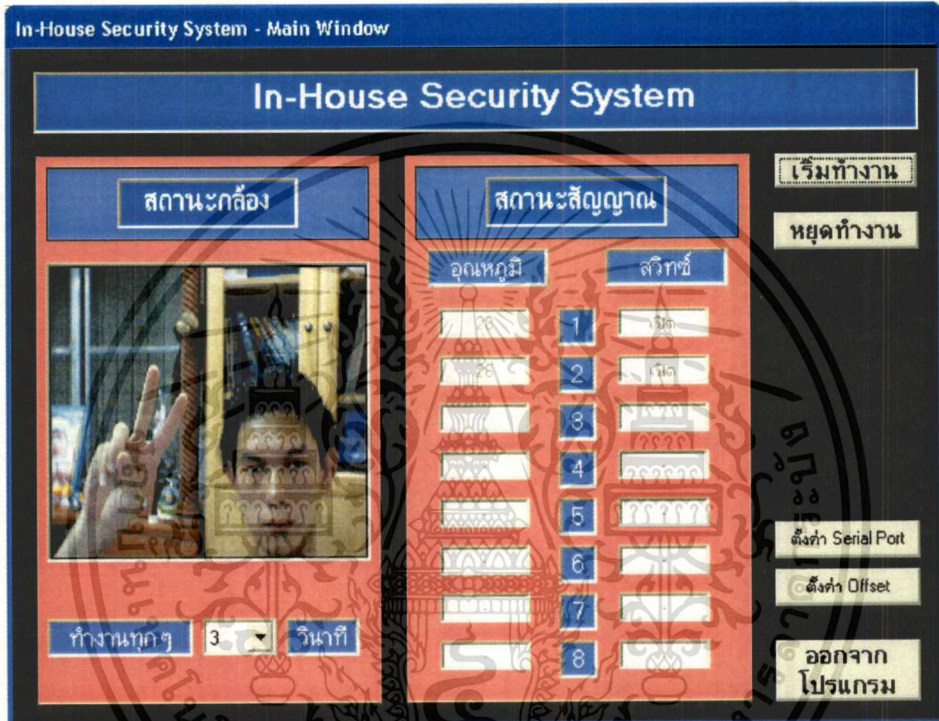 In-House Security System - Main Window
In-House Security System
สถานะกล้อง
สถานะสัญญาณ
เริ่มทำงาน
หยุดทำงาน
อุณหภูมิ
สวิทซ์
1
26
2
3
4
5
6
7
8
ทำงานทุกๆ
3
วินาที
ตั้งค่า Serial Port
ตั้งค่า Offset
ออกจาก
โปรแกรม